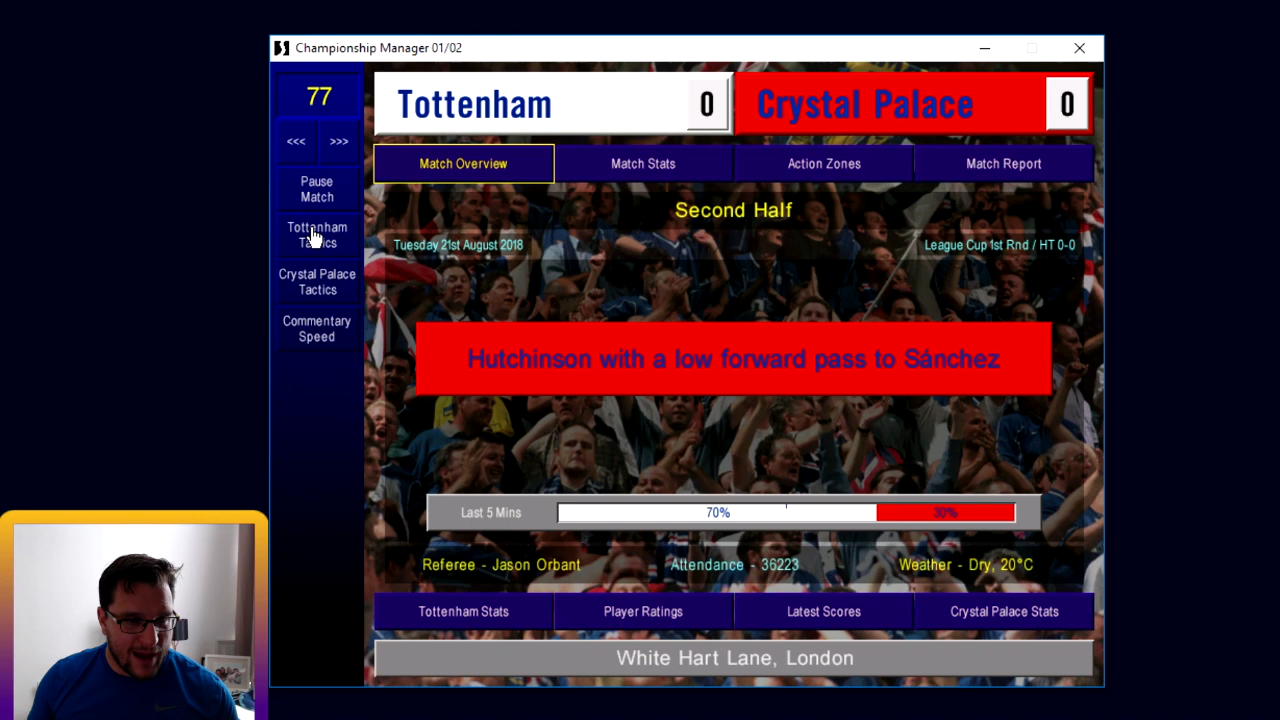 Championship Manager 01/02
77
Tottenham 0
Crystal Palace 0
<<< >>>
Match Overview
Match Stats
Action Zones
Match Report
Pause
Match
Second Half
Tottenham
Tactics
Tuesday 21st August 2018
League Cup 1st Rnd / HT 0-0
Crystal Palace
Tactics
Commentary
Speed
Hutchinson with a low forward pass to Sánchez
Last 5 Mins
70%
30%
Referee - Jason Orbant
Attendance - 36223
Weather - Dry, 20°C
Tottenham Stats
Player Ratings
Latest Scores
Crystal Palace Stats
White Hart Lane, London